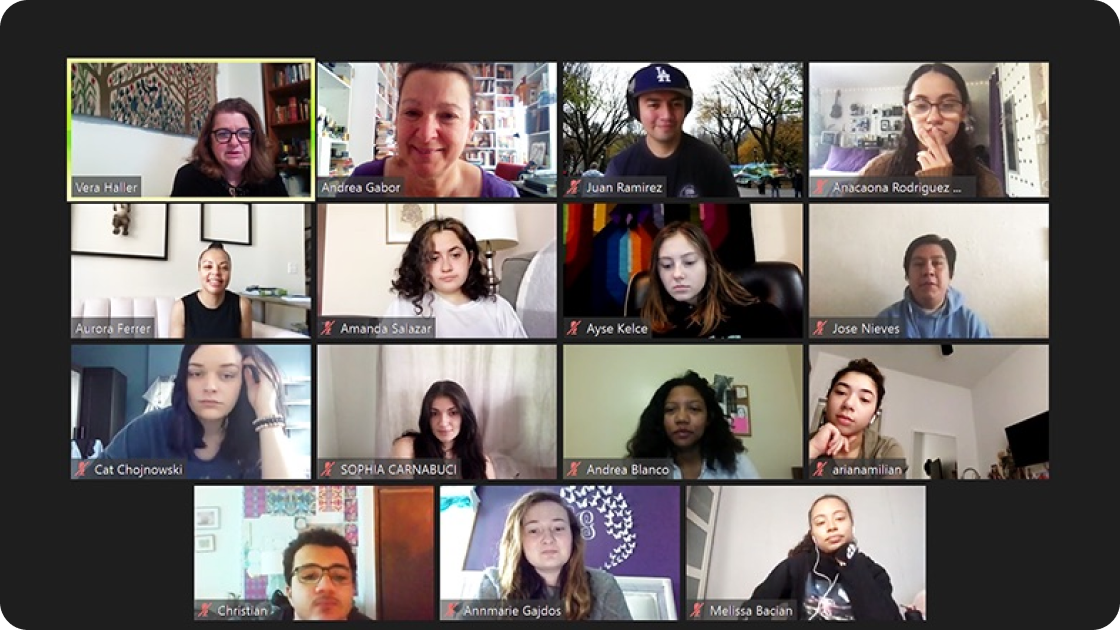 Vera Haller
Andrea Gabor
Juan Ramirez
Anacaona Rodriguez ...
Aurora Ferrer
Amanda Salazar
Ayse Kelce
Jose Nieves
Cat Chojnowski
SOPHIA CARNABUCI
Andrea Blanco
arianamilian
Christian
Annmarie Gajdos
Melissa Bacian
LA
S